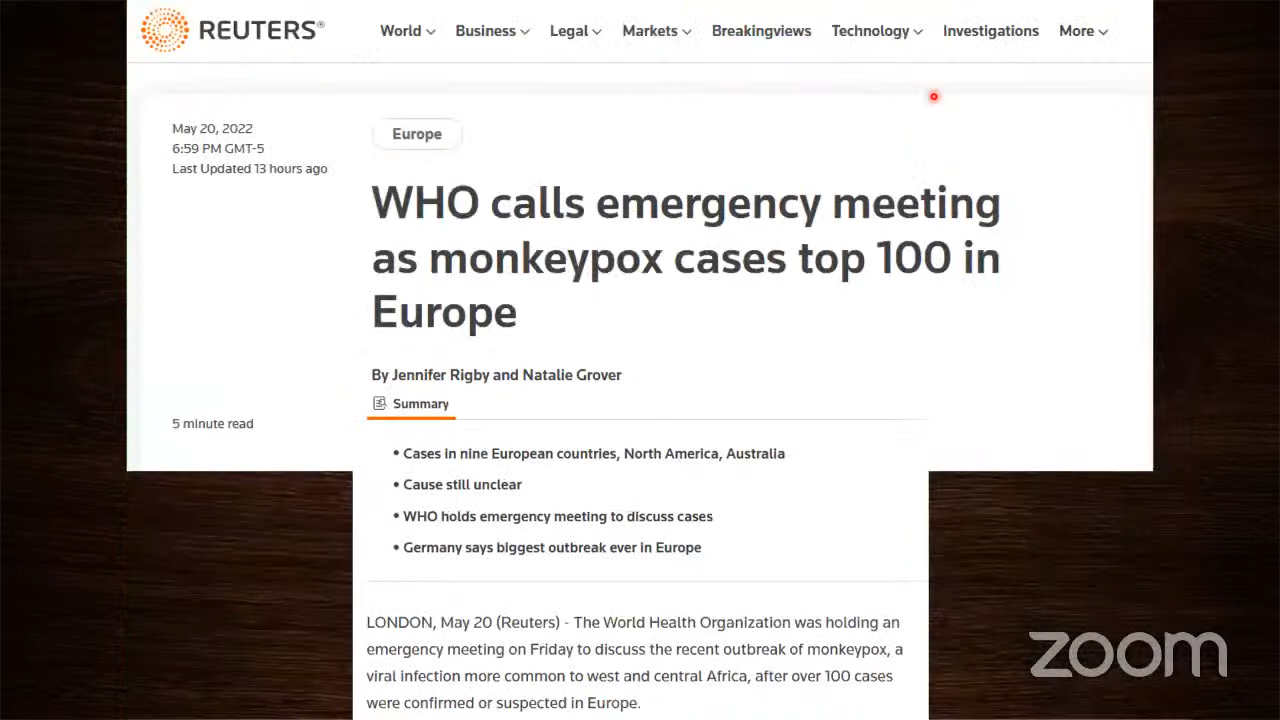 REUTERS®
World Business Legal Markets Breakingviews Technology Investigations More
May 20, 2022
6:59 PM GMT-5
Last Updated 13 hours ago
Europe
WHO calls emergency meeting
as monkeypox cases top 100 in
Europe
By Jennifer Rigby and Natalie Grover
Summary
5 minute read
• Cases in nine European countries, North America, Australia
• Cause still unclear
• WHO holds emergency meeting to discuss cases
• Germany says biggest outbreak ever in Europe
LONDON, May 20 (Reuters) - The World Health Organization was holding an
emergency meeting on Friday to discuss the recent outbreak of monkeypox, a
viral infection more common to west and central Africa, after over 100 cases
were confirmed or suspected in Europe.
zoom